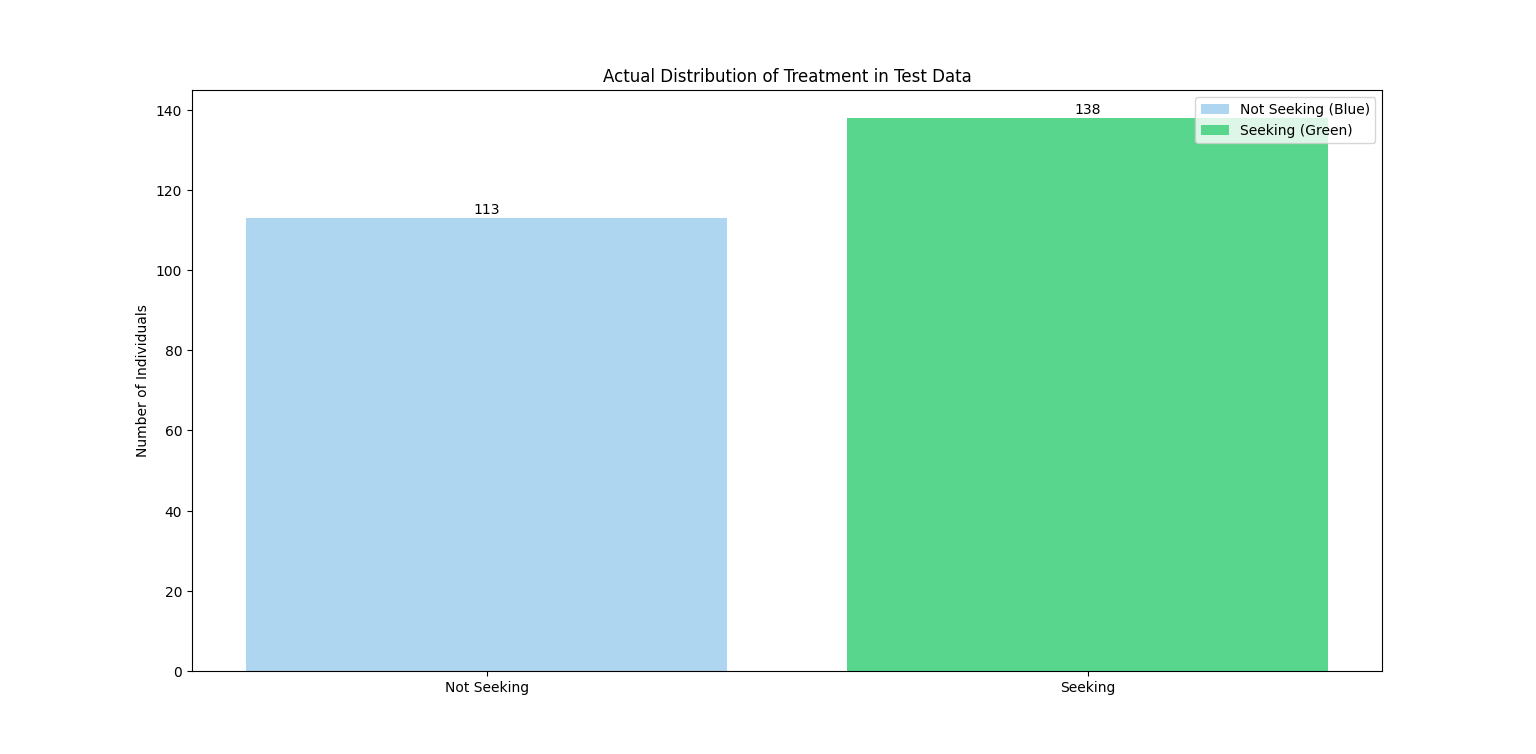 Actual Distribution of Treatment in Test Data
Not Seeking (Blue)
Seeking (Green)
138
113
140
120
100
80
60
40
20
0
Number of Individuals
Not Seeking
Seeking